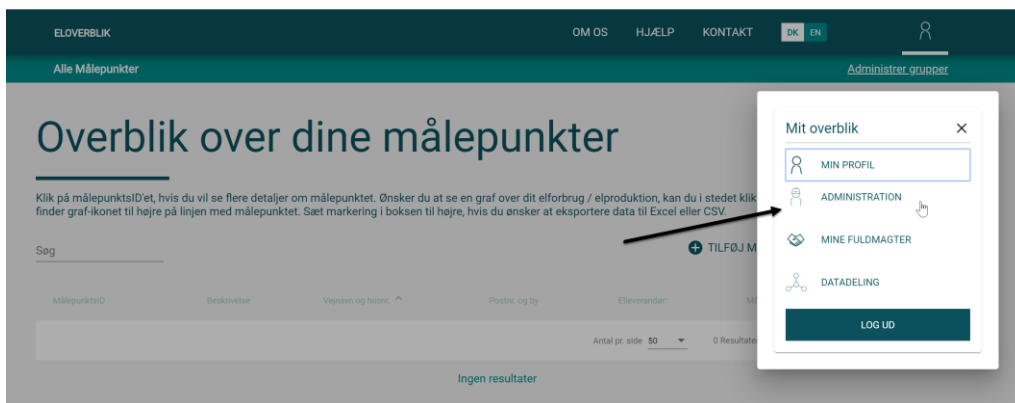 ELOVERBLIK
OM OS
HJÆLP
KONTAKT
DK
EN
Alle Målepunkter
Administrer grupper
Overblik over dine målepunkter
Klik på målepunktsID'et, hvis du vil se flere detaljer om målepunktet. Ønsker du at se en graf over dit elforbrug / elproduktion, kan du i stedet klik
finder graf-ikonet til højre på linjen med målepunktet. Sæt markering i boksen til højre, hvis du ønsker at eksportere data til Excel eller CSV.
Søg
TILFØJ M
MålepunktsID
Beskrivelse
Vejnavn og husnr.
Postnr. og by
Elleverandør:
Antal pr. side
50
0 Resultater
Ingen resultater
Mit overblik
MIN PROFIL
ADMINISTRATION
MINE FULDMAGTER
DATADELING
LOG UD